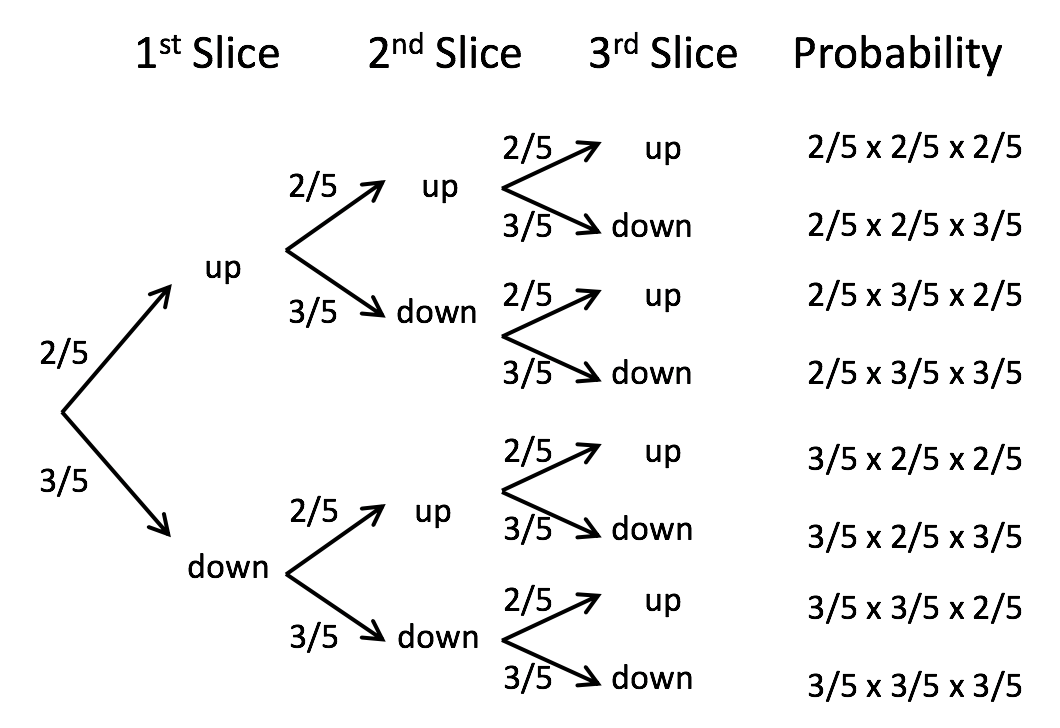 1st Slice 2nd Slice 3rd Slice Probability
2/5 up 2/5 x 2/5 x 2/5
2/5 up
3/5 down 2/5 x 2/5 x 3/5
up
2/5 up 2/5 x 3/5 x 2/5
3/5 down
2/5
3/5 down 2/5 x 3/5 x 3/5
2/5 up 3/5 x 2/5 x 2/5
3/5
2/5 up
3/5 down 3/5 x 2/5 x 3/5
down
2/5 up 3/5 x 3/5 x 2/5
3/5 down
3/5 down 3/5 x 3/5 x 3/5